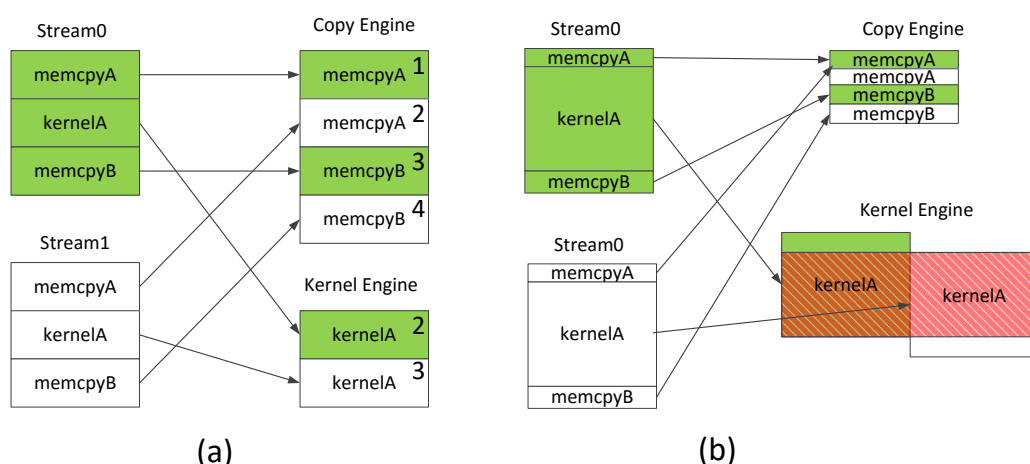 Stream0
memcpyA
kernelA
memcpyB
Stream1
memcpyA
kernelA
memcpyB
Copy Engine
memcpyA 1
memcpyA 2
memcpyB 3
memcpyB 4
Kernel Engine
kernelA 2
kernelA 3
(a)
Stream0
memcpyA
kernelA
memcpyB
Stream0
memcpyA
kernelA
memcpyB
Copy Engine
memcpyA
memcpyA
memcpyB
memcpyB
Kernel Engine
kernelA
kernelA
(b)